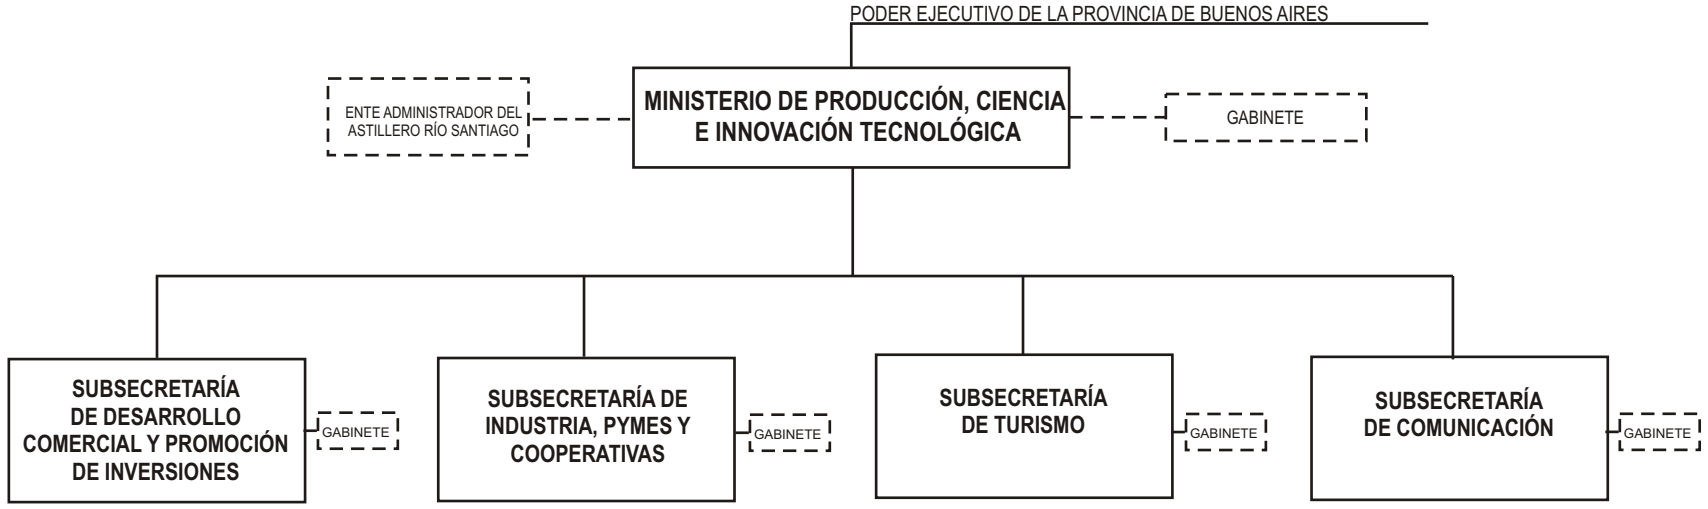 PODER EJECUTIVO DE LA PROVINCIA DE BUENOS AIRES
ENTE ADMINISTRADOR DEL
ASTILLERO RÍO SANTIAGO
MINISTERIO DE PRODUCCIÓN, CIENCIA
E INNOVACIÓN TECNOLÓGICA
GABINETE
SUBSECRETARÍA
DE DESARROLLO
COMERCIAL Y PROMOCIÓN
DE INVERSIONES
GABINETE
SUBSECRETARÍA DE
INDUSTRIA, PYMES Y
COOPERATIVAS
GABINETE
SUBSECRETARÍA
DE TURISMO
GABINETE
SUBSECRETARÍA
DE COMUNICACIÓN
GABINETE